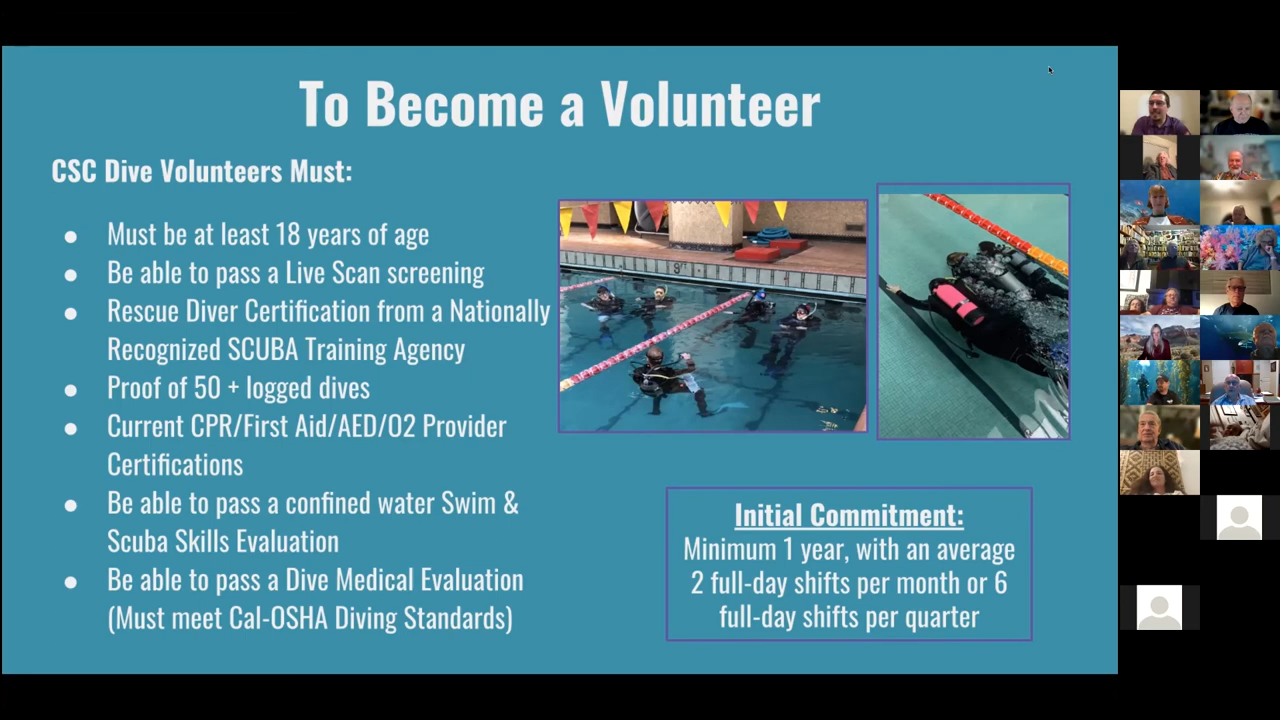 To Become a Volunteer
CSC Dive Volunteers Must:
● Must be at least 18 years of age
● Be able to pass a Live Scan screening
● Rescue Diver Certification from a Nationally
Recognized SCUBA Training Agency
● Proof of 50 + logged dives
● Current CPR/First Aid/AED/O2 Provider
Certifications
● Be able to pass a confined water Swim &
Scuba Skills Evaluation
● Be able to pass a Dive Medical Evaluation
(Must meet Cal-OSHA Diving Standards)
Initial Commitment:
Minimum 1 year, with an average
2 full-day shifts per month or 6
full-day shifts per quarter